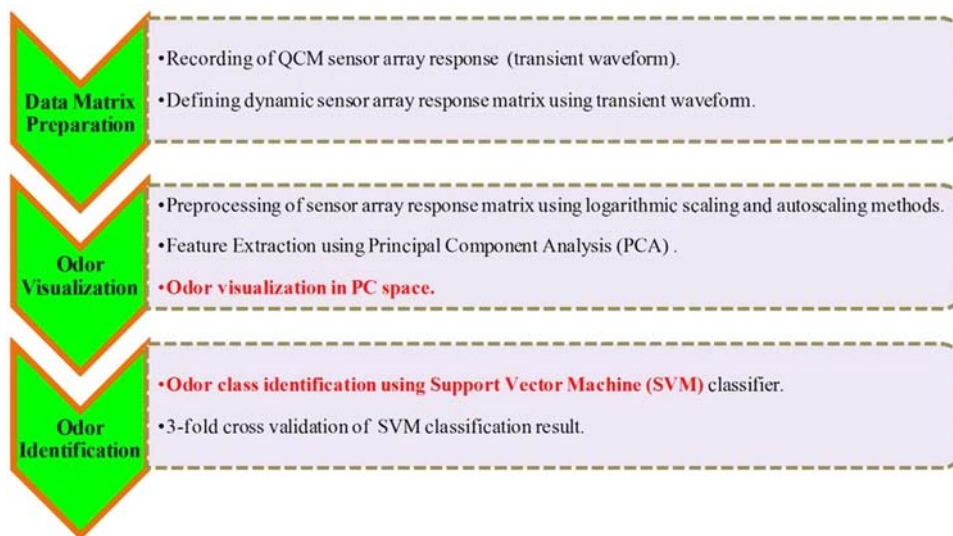 Data Matrix
Preparation
•Recording of QCM sensor array response (transient waveform).
•Defining dynamic sensor array response matrix using transient waveform.
Odor
Visualization
•Preprocessing of sensor array response matrix using logarithmic scaling and autoscaling methods.
•Feature Extraction using Principal Component Analysis (PCA) .
•Odor visualization in PC space.
Odor
Identification
•Odor class identification using Support Vector Machine (SVM) classifier.
•3-fold cross validation of SVM classification result.